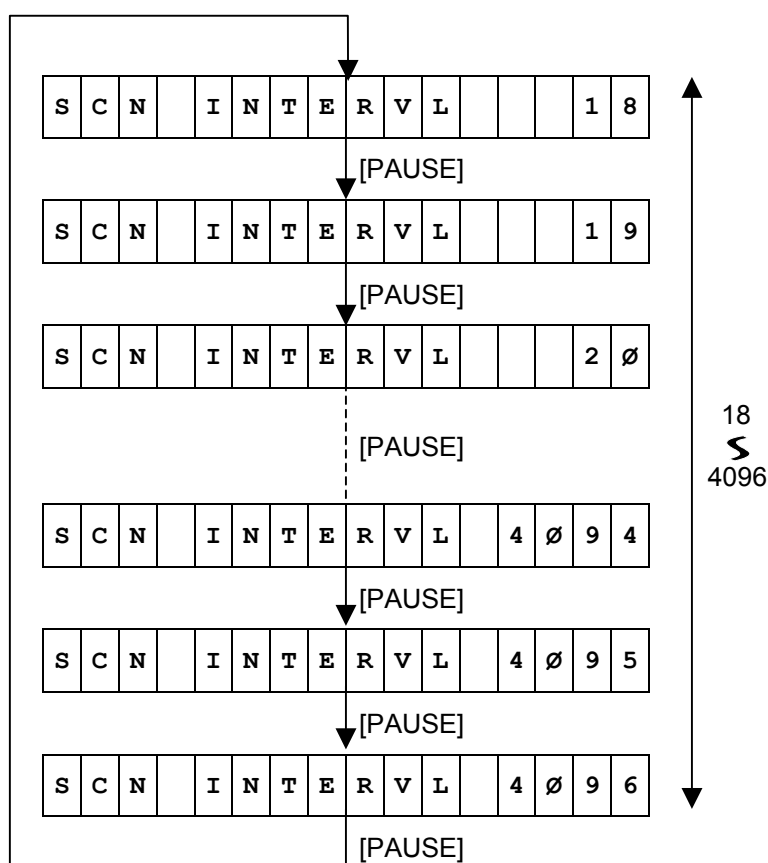 SCN INTERVL   18
[PAUSE]
SCN INTERVL   19
[PAUSE]
SCN INTERVL   2Ø
[PAUSE]
18
S
4096
SCN INTERVL 4Ø94
[PAUSE]
SCN INTERVL 4Ø95
[PAUSE]
SCN INTERVL 4Ø96
[PAUSE]